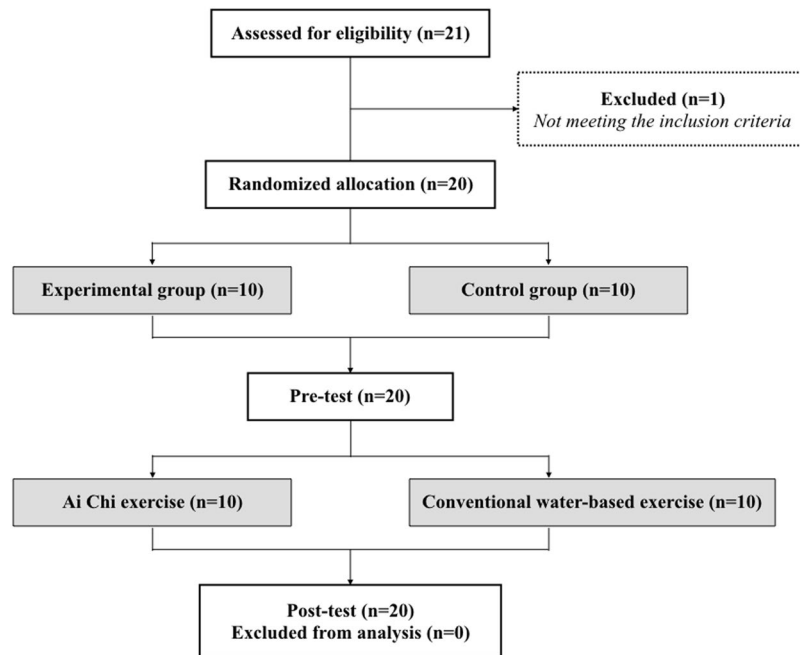 Assessed for eligibility (n=21)
Excluded (n=1)
Not meeting the inclusion criteria
Randomized allocation (n=20)
Experimental group (n=10)
Control group (n=10)
Pre-test (n=20)
Ai Chi exercise (n=10)
Conventional water-based exercise (n=10)
Post-test (n=20)
Excluded from analysis (n=0)